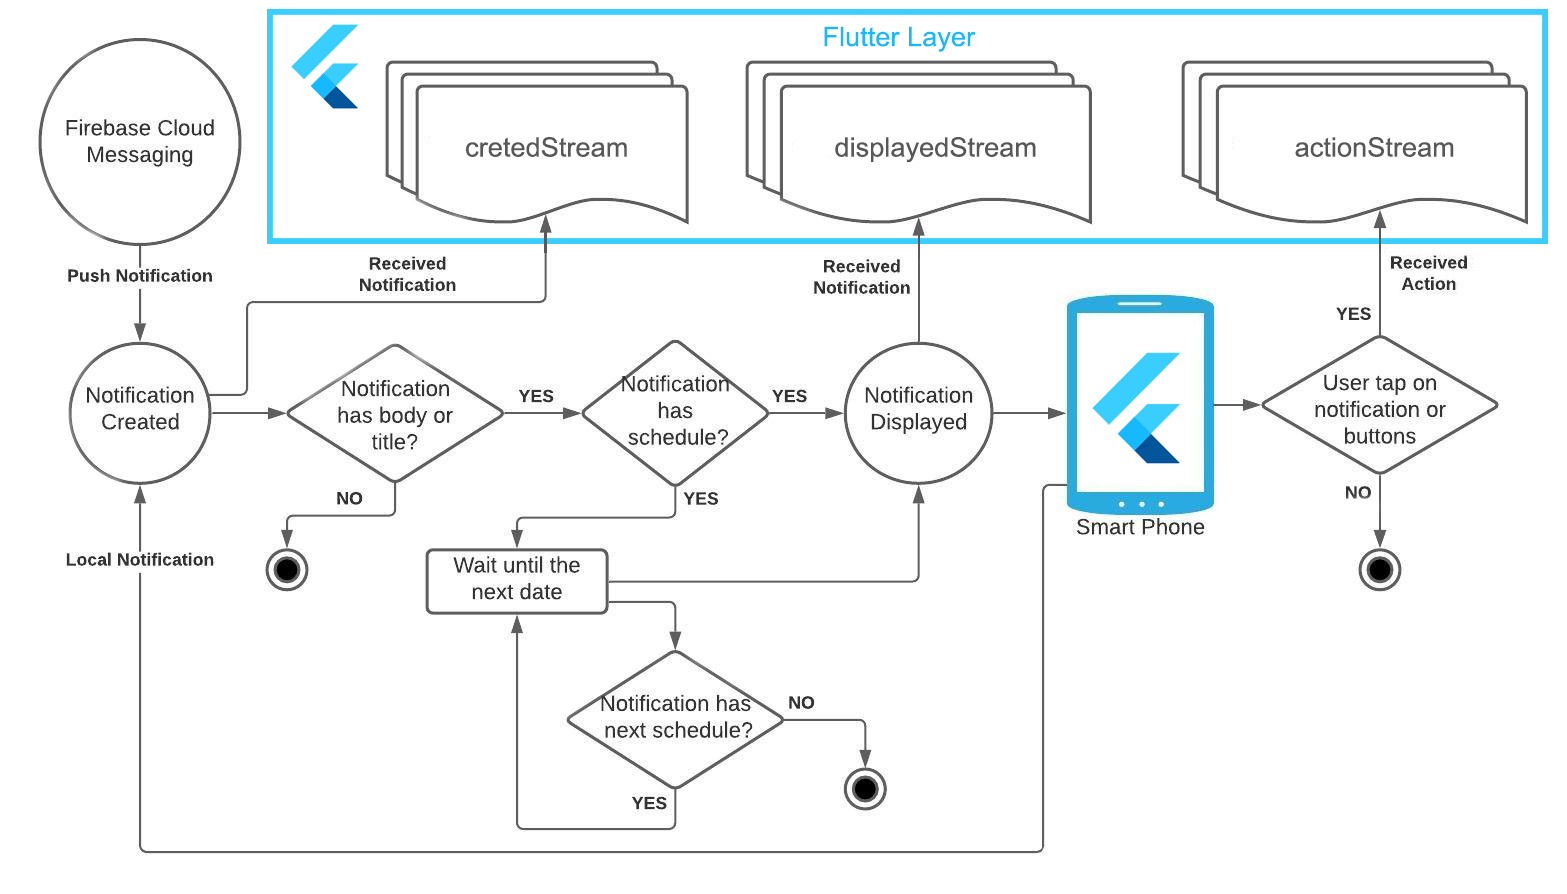 Flutter Layer
Firebase Cloud
Messaging
cretedStream
displayedStream
actionStream
Push Notification
Received
Notification
Received
Notification
Received
Action
YES
Notification
Created
Notification
has body or
title?
YES
Notification
has
schedule?
YES
Notification
Displayed
User tap on
notification or
buttons
NO
YES
NO
Smart Phone
Local Notification
Wait until the
next date
Notification has
next schedule?
NO
YES